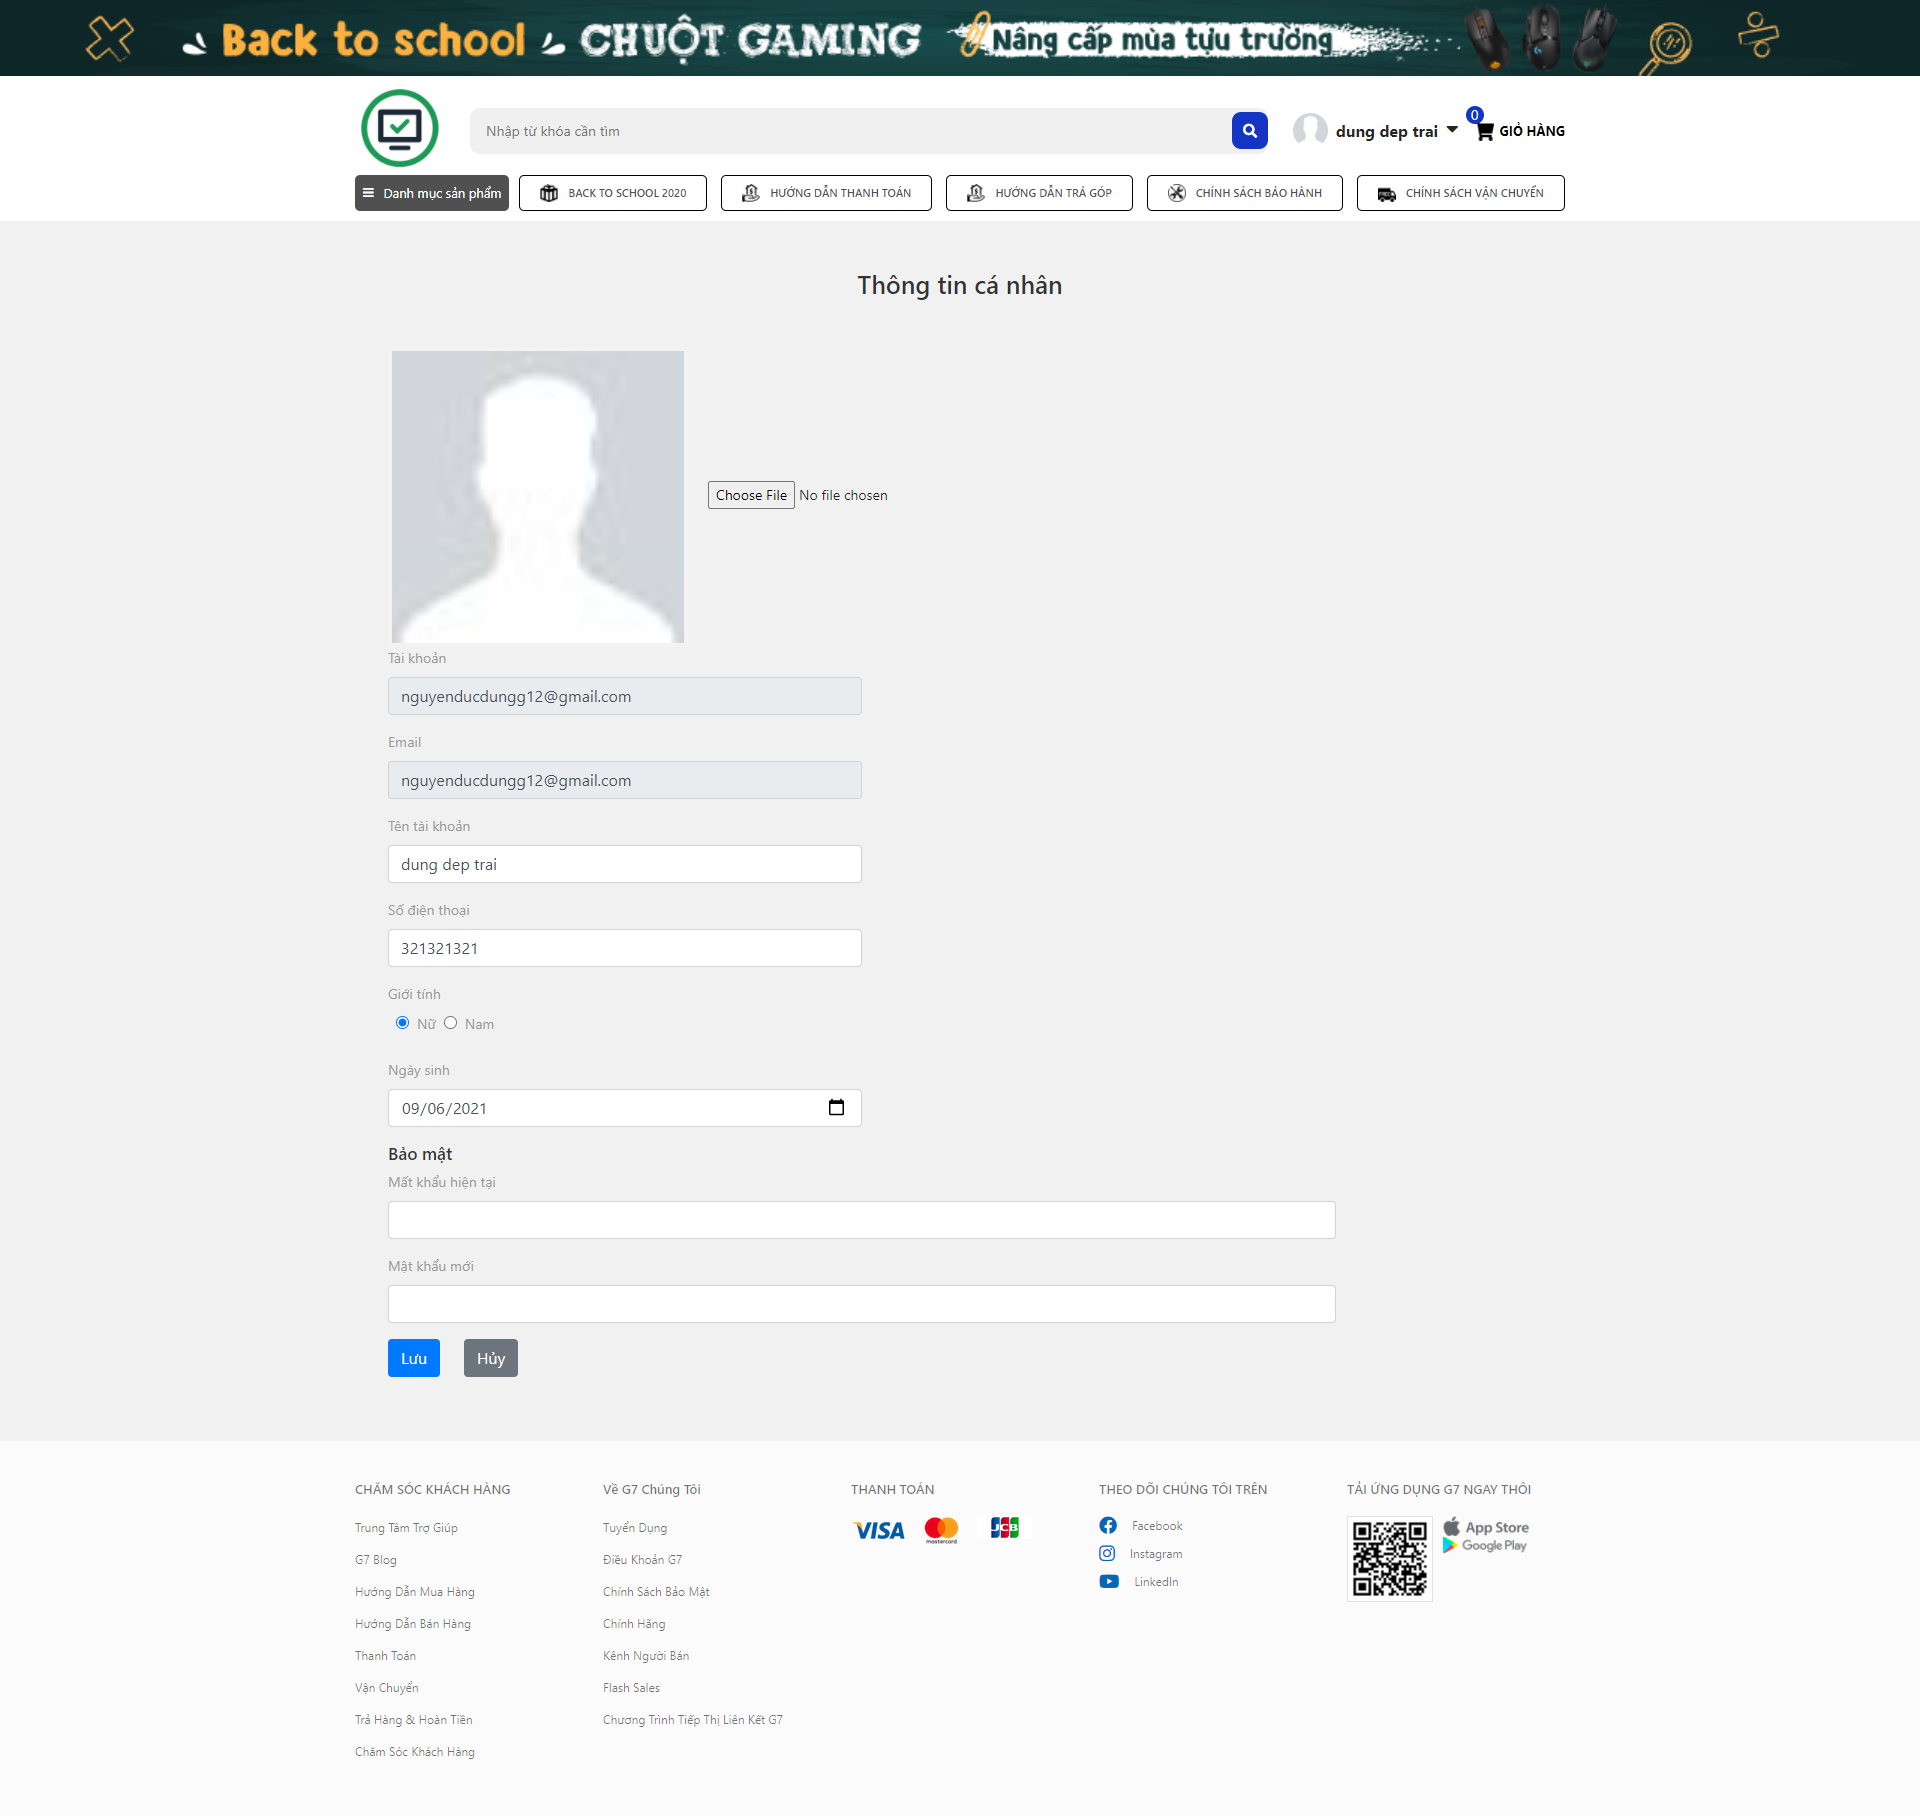 Back to school CHUỘT GAMING Nâng cấp mùa tựu trường
Nhập từ khóa cần tìm
dung dep trai
0
GIỎ HÀNG
Danh mục sản phẩm
BACK TO SCHOOL 2020
HƯỚNG DẪN THANH TOÁN
HƯỚNG DẪN TRẢ GÓP
CHÍNH SÁCH BẢO HÀNH
CHÍNH SÁCH VẬN CHUYỂN
Thông tin cá nhân
Choose File No file chosen
Tài khoản
nguyenducdungg12@gmail.com
Email
nguyenducdungg12@gmail.com
Tên tài khoản
dung dep trai
Số điện thoại
321321321
Giới tính
Nữ Nam
Ngày sinh
09/06/2021
Bảo mật
Mất khẩu hiện tại
Mật khẩu mới
Lưu Hủy
CHĂM SÓC KHÁCH HÀNG
Trung Tâm Trợ Giúp
G7 Blog
Hướng Dẫn Mua Hàng
Hướng Dẫn Bán Hàng
Thanh Toán
Vận Chuyển
Trả Hàng & Hoàn Tiền
Chăm Sóc Khách Hàng
Về G7 Chúng Tôi
Tuyển Dụng
Điều Khoản G7
Chính Sách Bảo Mật
Chính Hãng
Kênh Người Bán
Flash Sales
Chương Trình Tiếp Thị Liên Kết G7
THANH TOÁN
VISA mastercard JCB
THEO DÕI CHÚNG TÔI TRÊN
Facebook
Instagram
LinkedIn
TẢI ỨNG DỤNG G7 NGAY THÔI
App Store
Google Play